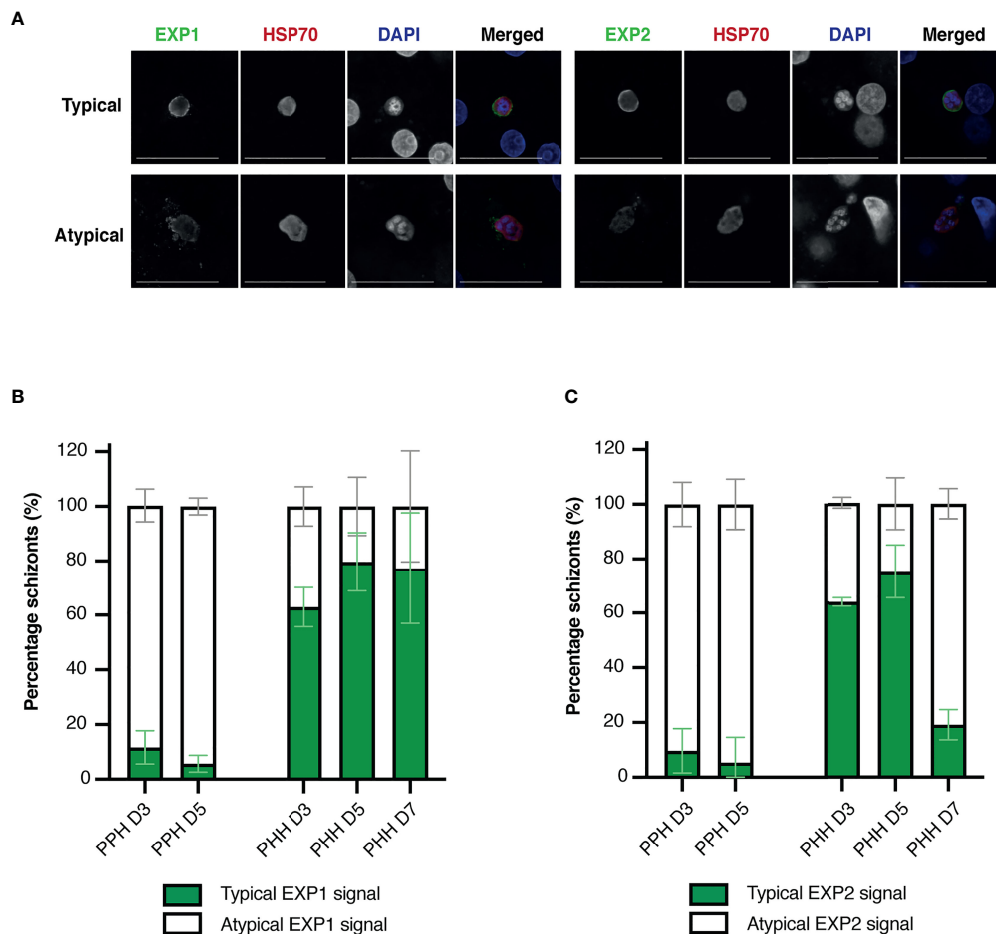 A
EXP1 HSP70 DAPI Merged EXP2 HSP70 DAPI Merged
Typical
Atypical
B
Percentage schizonts (%)
120
100
80
60
40
20
0
PPH D3 PPH D5 PHH D3 PHH D5 PHH D7
Typical EXP1 signal
Atypical EXP1 signal
C
Percentage schizonts (%)
120
100
80
60
40
20
0
PPH D3 PPH D5 PHH D3 PHH D5 PHH D7
Typical EXP2 signal
Atypical EXP2 signal